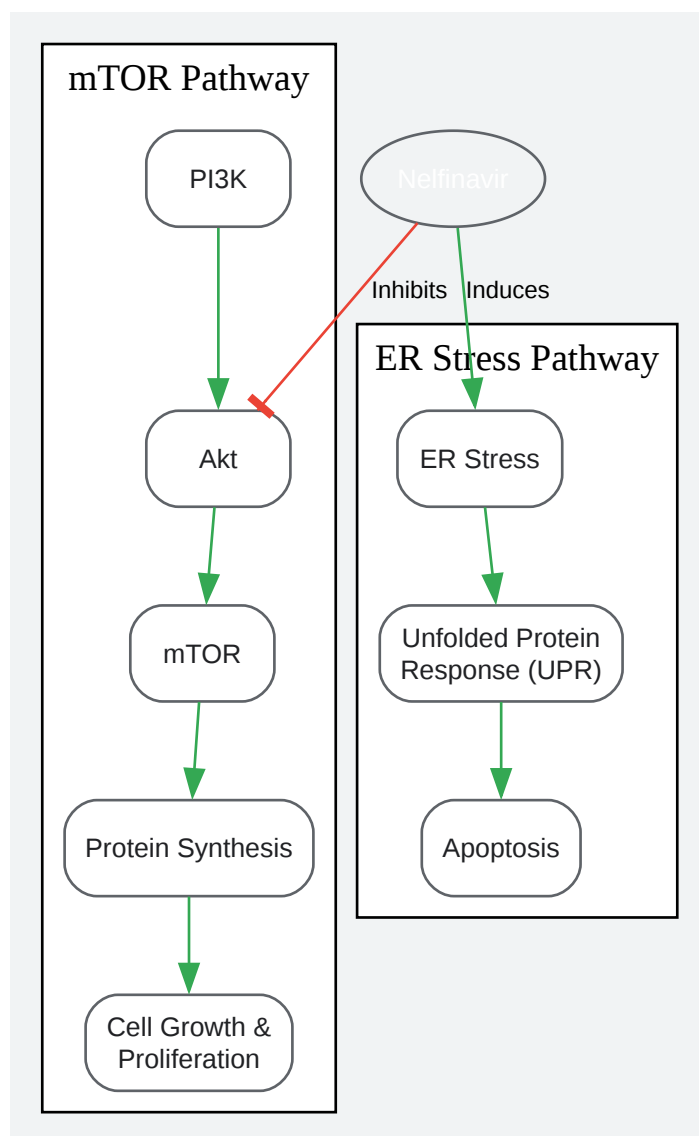 mTOR Pathway
PI3K
Nelfinavir
Inhibits
Induces
ER Stress Pathway
Akt
ER Stress
mTOR
Unfolded Protein
Response (UPR)
Protein Synthesis
Apoptosis
Cell Growth &
Proliferation